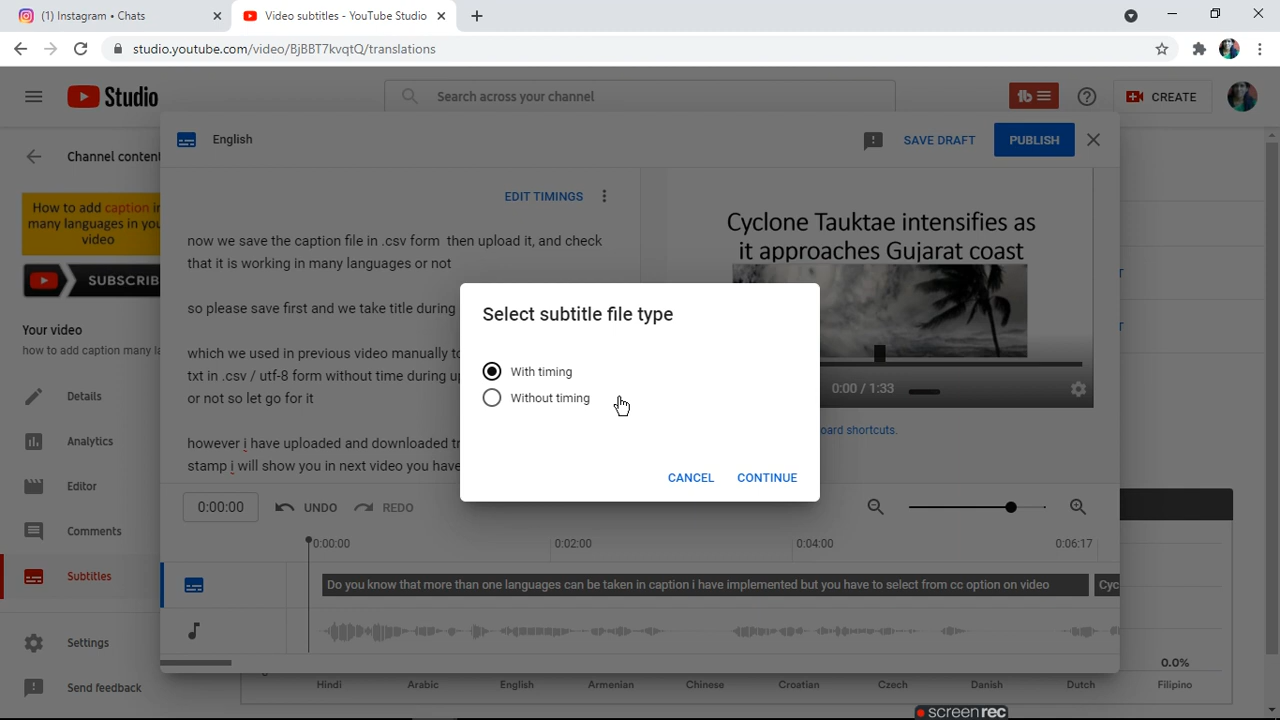 (1) Instagram • Chats
Video subtitles - YouTube Studio
studio.youtube.com/video/BjBBT7kvqtQ/translations
Studio
Search across your channel
CREATE
Channel content
English
SAVE DRAFT
PUBLISH
How to add caption in
many languages in you
video
SUBSCRIB
Your video
how to add caption many la
Details
Analytics
Editor
Comments
Subtitles
Settings
Send feedback
EDIT TIMINGS
now we save the caption file in .csv form then upload it, and check
that it is working in many languages or not
so please save first and we take title during
which we used in previous video manually to
txt in .csv / utf-8 form without time during up
or not so let go for it
however i have uploaded and downloaded tr
stamp i will show you in next video you have
Cyclone Tauktae intensifies as
it approaches Gujarat coast
0:00 / 1:33
oard shortcuts.
Select subtitle file type
With timing
Without timing
CANCEL
CONTINUE
0:00:00
UNDO
REDO
0:00:00
0:02:00
0:04:00
0:06:17
Do you know that more than one languages can be taken in caption i have implemented but you have to select from cc option on video
Cyc
0.0%
Hindi
Arabic
English
Armenian
Chinese
Croatian
Czech
Danish
Dutch
Filipino
screenrec